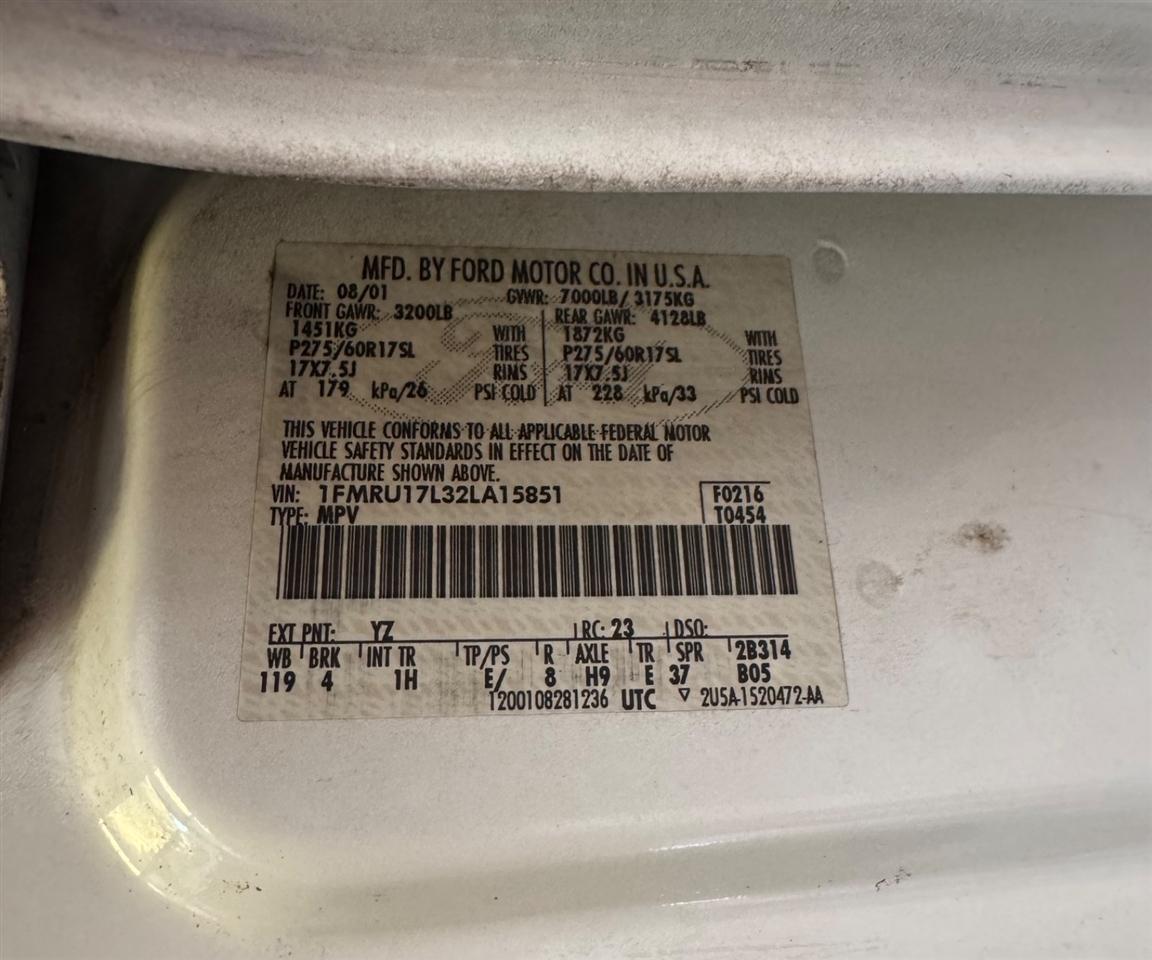 MFD. BY FORD MOTOR CO. IN U.S.A.
DATE: 08/01 GVWR: 7000LB/ 3175KG
FRONT GAWR: 3200LB REAR GAWR: 4128LB
1451KG WITH 1872KG WITH
P275/60R17SL TIRES P275/60R17SL TIRES
17X7.5J RIMS 17X7.5J RIMS
AT 179 kPa/26 PSI COLD AT 228 kPa/33 PSI COLD
THIS VEHICLE CONFORMS TO ALL APPLICABLE FEDERAL MOTOR
VEHICLE SAFETY STANDARDS IN EFFECT ON THE DATE OF
MANUFACTURE SHOWN ABOVE.
VIN: 1FMRU17L32LA15851 F0216
TYPE: MPV T0454
EXT PNT: YZ RC: 23 DSO:
WB BRK INT TR TP/PS R AXLE TR SPR 2B314
119 4 1H E/ 8 H9 E 37 B05
1200108281236 UTC ▽ 2U5A-1520472-AA